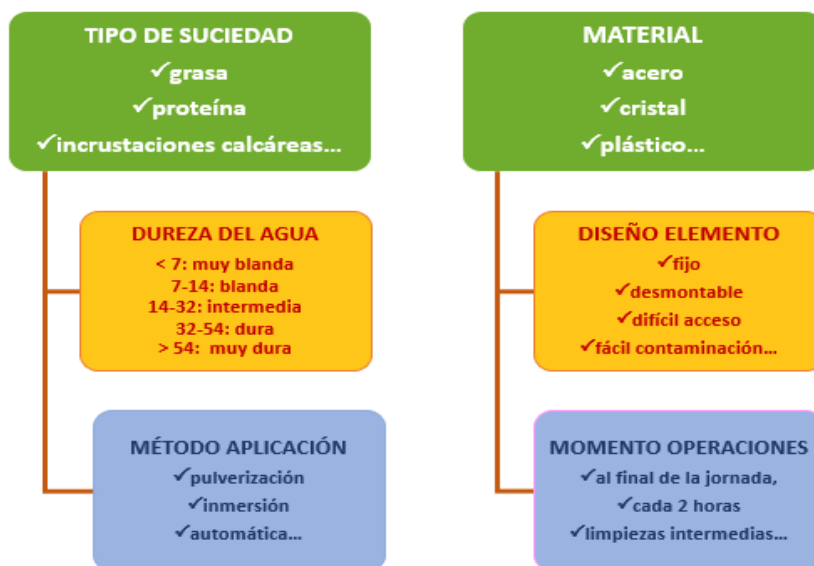 TIPO DE SUCIEDAD
✓grasa
✓proteína
✓incrustaciones calcáreas...
DUREZA DEL AGUA
< 7: muy blanda
7-14: blanda
14-32: intermedia
32-54: dura
> 54: muy dura
MÉTODO APLICACIÓN
✓pulverización
✓inmersión
✓automática...
MATERIAL
✓acero
✓cristal
✓plástico...
DISEÑO ELEMENTO
✓fijo
✓desmontable
✓difícil acceso
✓fácil contaminación...
MOMENTO OPERACIONES
✓al final de la jornada,
✓cada 2 horas
✓limpiezas intermedias...